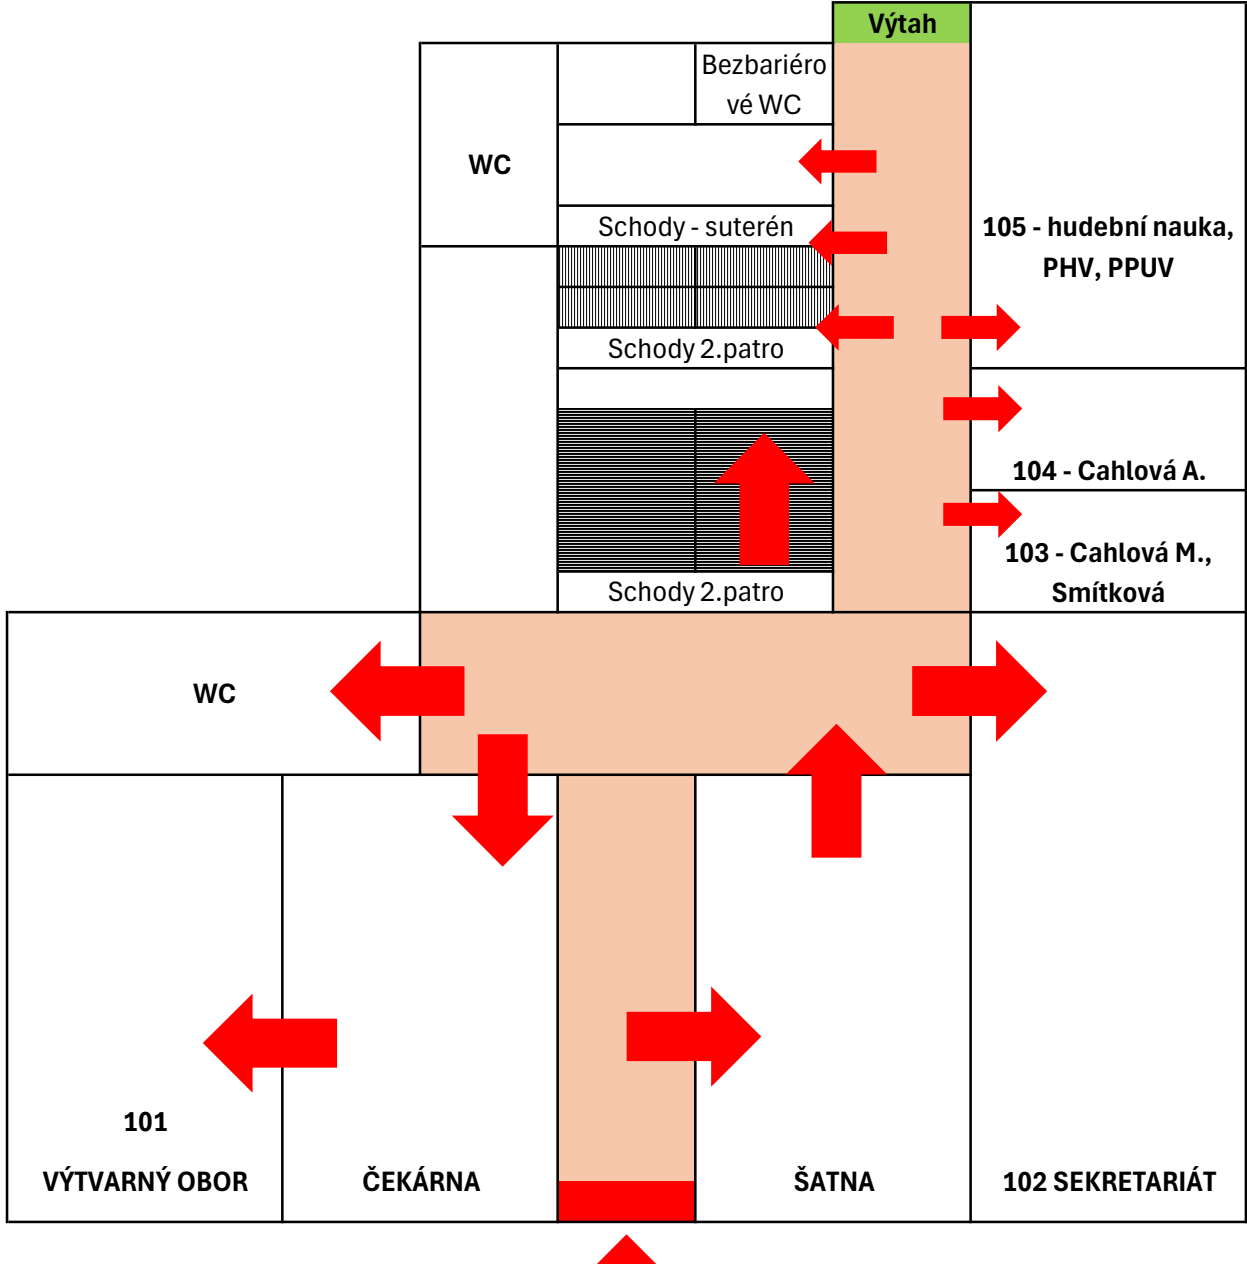 Výtah
Bezbariéro
vé WC
WC
Schody - suterén
105 - hudební nauka,
PHV, PPUV
Schody 2.patro
104 - Cahlová A.
103 - Cahlová M.,
Smítková
Schody 2.patro
WC
101
VÝTVARNÝ OBOR
ČEKÁRNA
ŠATNA
102 SEKRETARIÁT